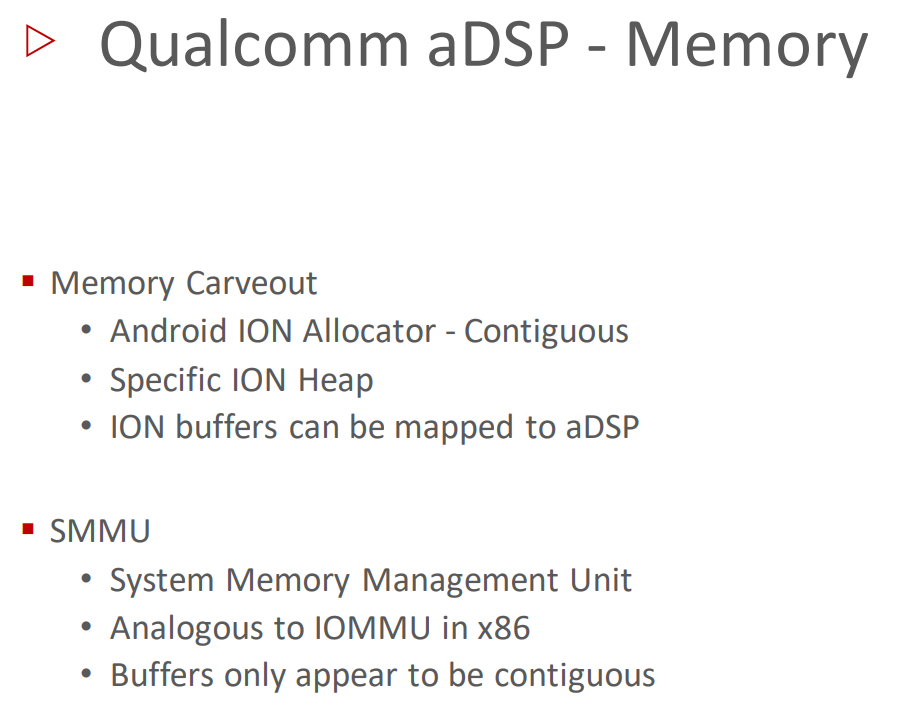 Qualcomm aDSP - Memory
Memory Carveout
Android ION Allocator - Contiguous
Specific ION Heap
ION buffers can be mapped to aDSP
SMMU
System Memory Management Unit
Analogous to IOMMU in x86
Buffers only appear to be contiguous